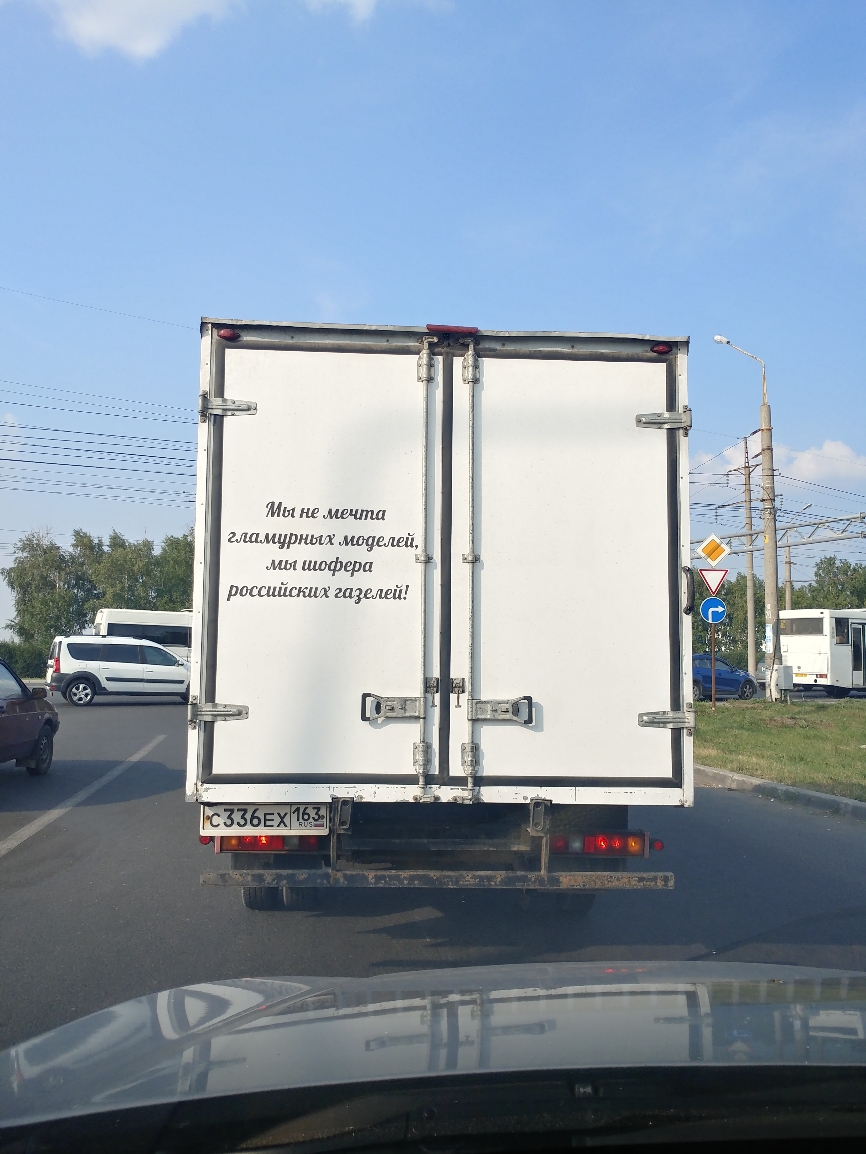 Мы не мечта
гламурных моделей,
мы шофера
российских газелей!
С336ЕХ 163
RUS